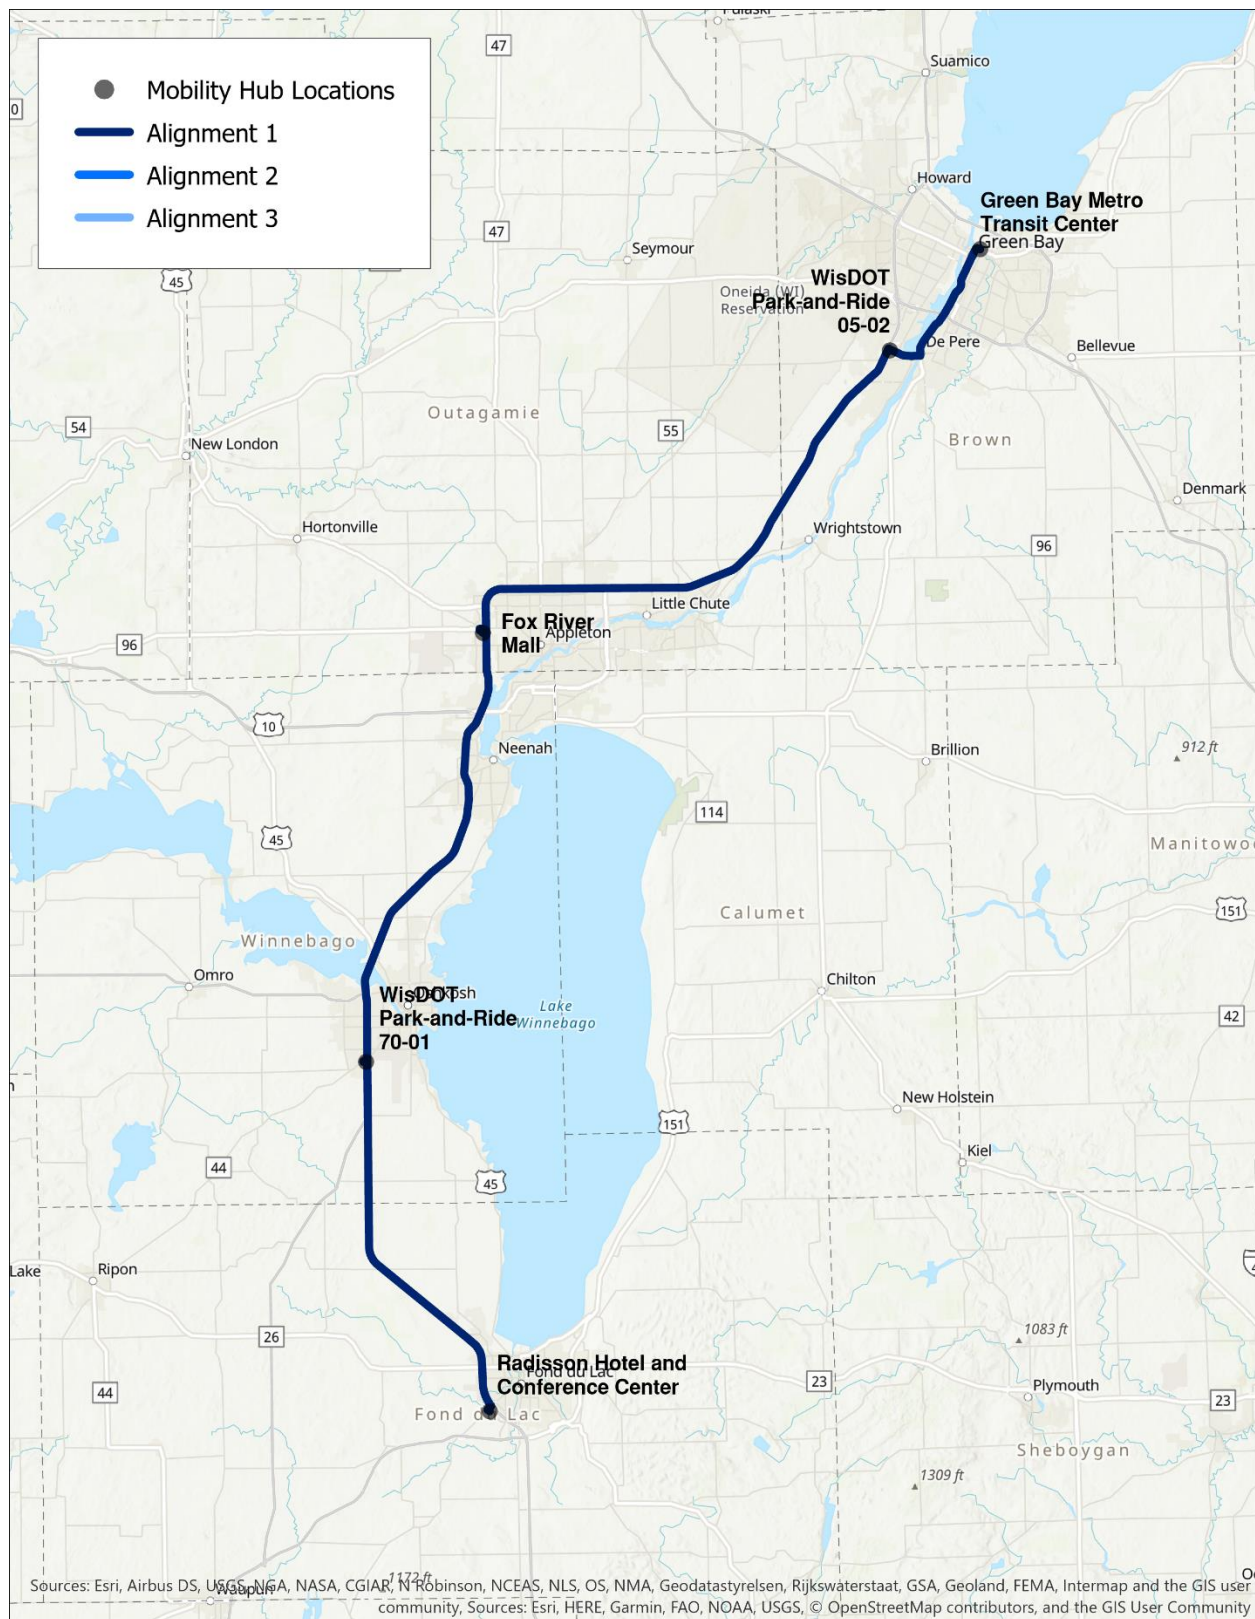 Mobility Hub Locations
Alignment 1
Alignment 2
Alignment 3
47
Suamico
0
Howard
Green Bay Metro
Transit Center
Green Bay
47
Seymour
45
WisDOT
Park-and-Ride
05-02
Oneida (WI)
Reservation
De Pere
Bellevue
Outagamie
54
55
New London
Brown
Denmark
Hortonville
Wrightstown
96
Little Chute
Fox River
Mall
Appleton
96
10
Neenah
Brillion
912 ft
114
45
Manitowo
Calumet
151
Winnebago
Omro
Chilton
WisDOT
Park-and-Ride
70-01
Oshkosh
Lake
Winnebago
42
New Holstein
151
Kiel
44
45
Lake
Ripon
26
1083 ft
Radisson Hotel and
Conference Center
Fond du Lac
23
44
Plymouth
23
Fond du Lac
Sheboygan
1309 ft
1172 ft
Waupun
Sources: Esri, Airbus DS, USGS, NGA, NASA, CGIAR, N Robinson, NCEAS, NLS, OS, NMA, Geodatastyrelsen, Rijkswaterstaat, GSA, Geoland, FEMA, Intermap and the GIS user
community, Sources: Esri, HERE, Garmin, FAO, NOAA, USGS, © OpenStreetMap contributors, and the GIS User Community